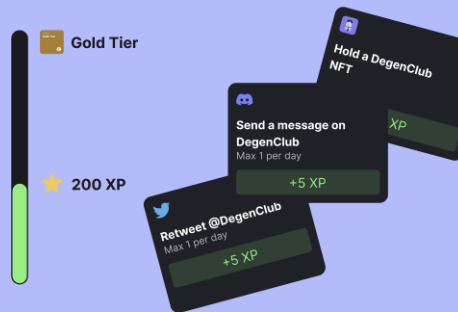 Gold Tier
200 XP
Hold a DegenClub
NFT
XP
Send a message on
DegenClub
Max 1 per day
+5 XP
Retweet @DegenClub
Max 1 per day
+5 XP